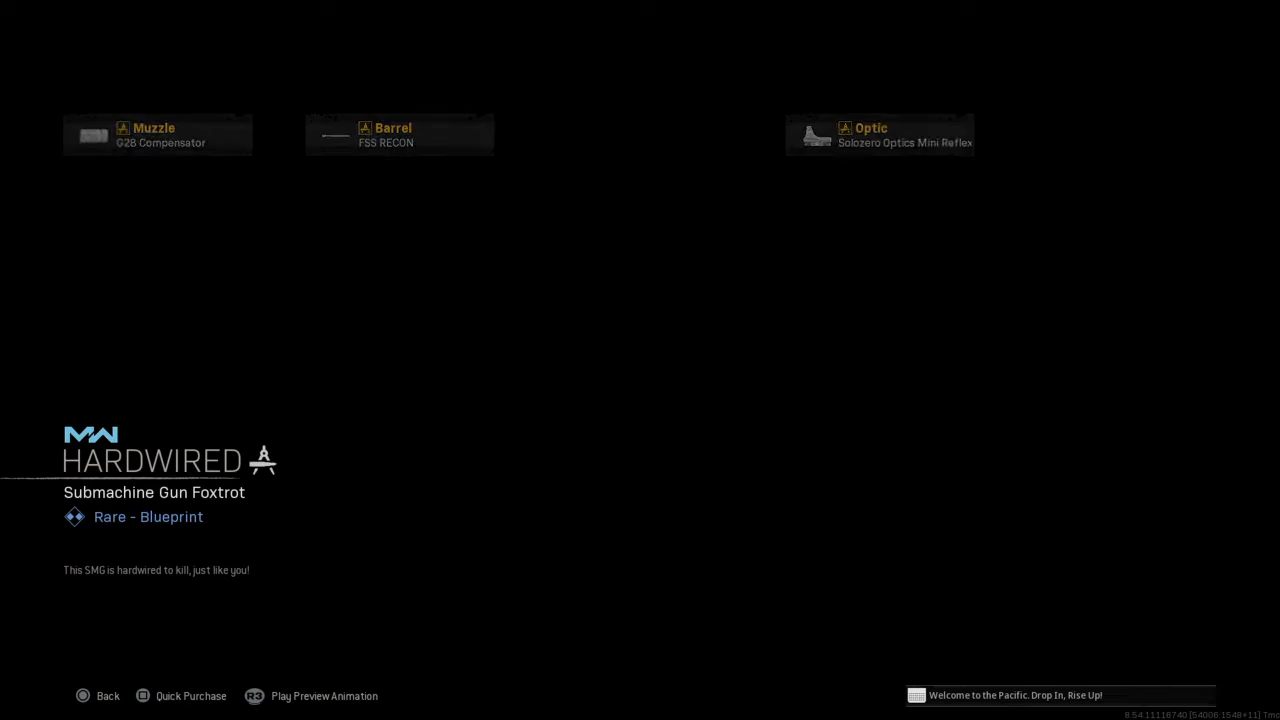 Muzzle
G28 Compensator
Barrel
FSS RECON
Optic
Solozero Optics Mini Reflex
MW
HARDWIRED
Submachine Gun Foxtrot
Rare - Blueprint
This SMG is hardwired to kill, just like you!
Back
Quick Purchase
R3 Play Preview Animation
Welcome to the Pacific. Drop In, Rise Up!